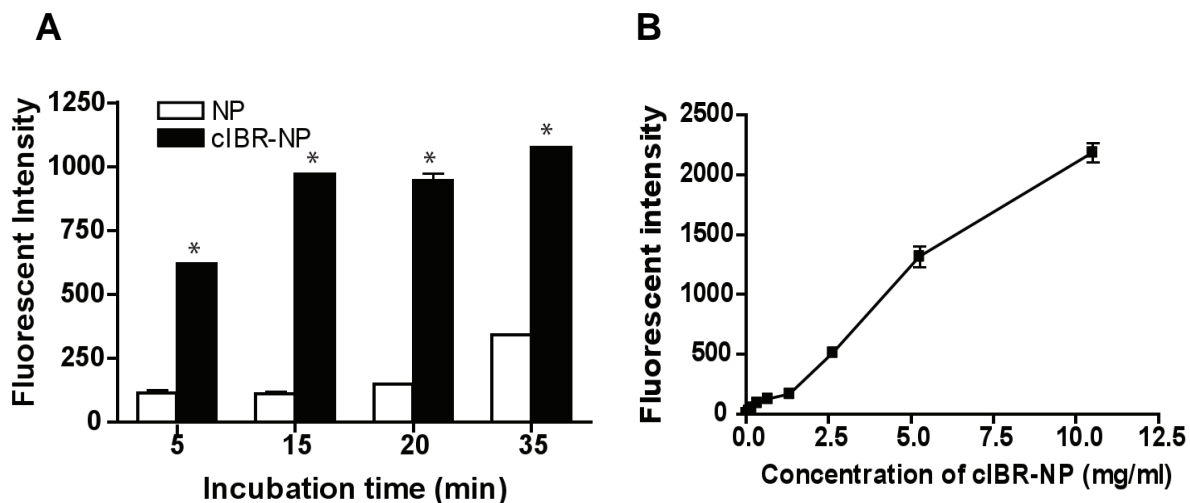 A
Fluorescent Intensity
1250
1000
750
500
250
0
NP
cIBR-NP
*
*
*
*
5 15 20 35
Incubation time (min)
B
Fluorescent intensity
2500
2000
1500
1000
500
0
0.0 2.5 5.0 7.5 10.0 12.5
Concentration of cIBR-NP (mg/ml)